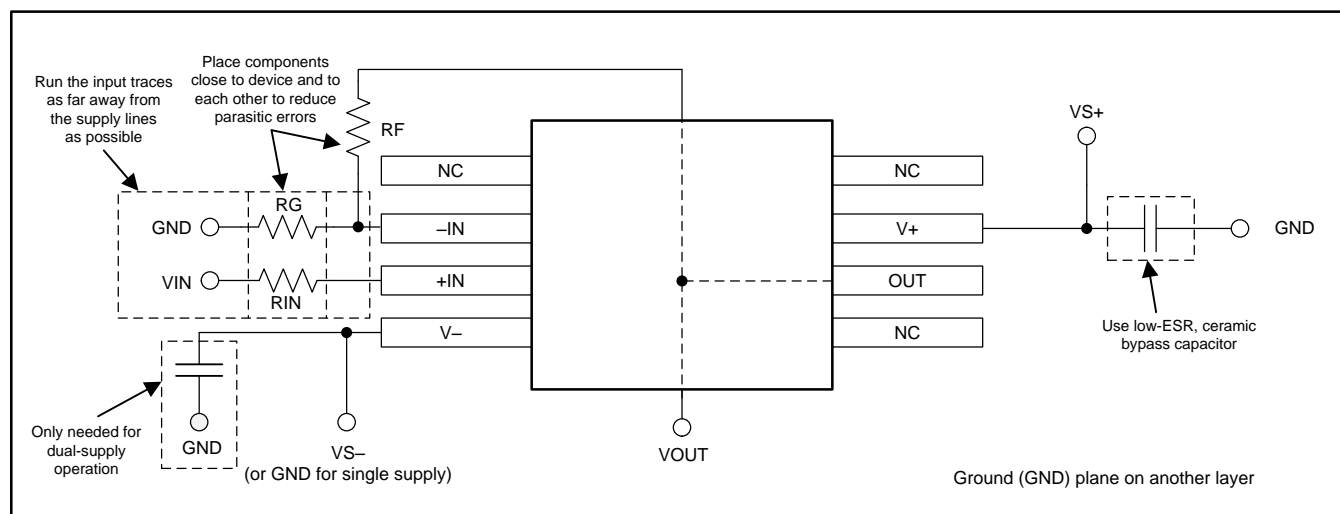 Run the input traces
as far away from
the supply lines
as possible
Place components
close to device and to
each other to reduce
parasitic errors
RF
VS+
NC
NC
RG
GND
–IN
V+
GND
VIN
+IN
OUT
RIN
V–
NC
Use low-ESR, ceramic
bypass capacitor
Only needed for
dual-supply
operation
GND
VS–
(or GND for single supply)
VOUT
Ground (GND) plane on another layer